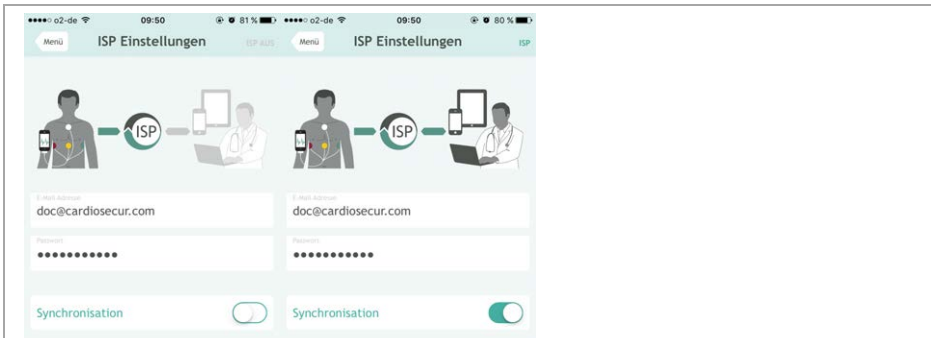 o2-de 09:50 81 %
Menü ISP Einstellungen ISP AUS
ISP
E-Mail Adresse
doc@cardiosecur.com
Passwort
●●●●●●●●●●●
Synchronisation
o2-de 09:50 80 %
Menü ISP Einstellungen ISP
ISP
E-Mail Adresse
doc@cardiosecur.com
Passwort
●●●●●●●●●●●
Synchronisation